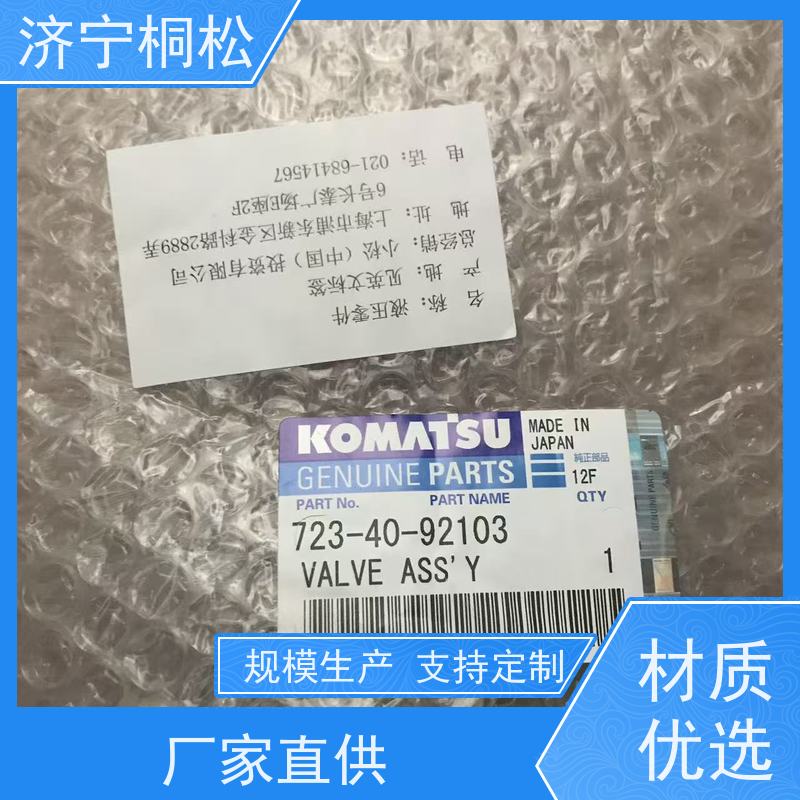 济宁桐松
名　称：液压零件
产　地：见英文标签
总经销：小松（中国）投资有限公司
地　址：上海市浦东新区金科路2889弄
6号长泰广场E座2F
电　话：021-68414567
KOMATSU
MADE IN
JAPAN
GENUINE PARTS
純正部品
12F
PART No.
PART NAME
QTY
723-40-92103
VALVE ASS'Y
1
GENUINE PARTS
规模生产 支持定制
材质
优选
厂家直供